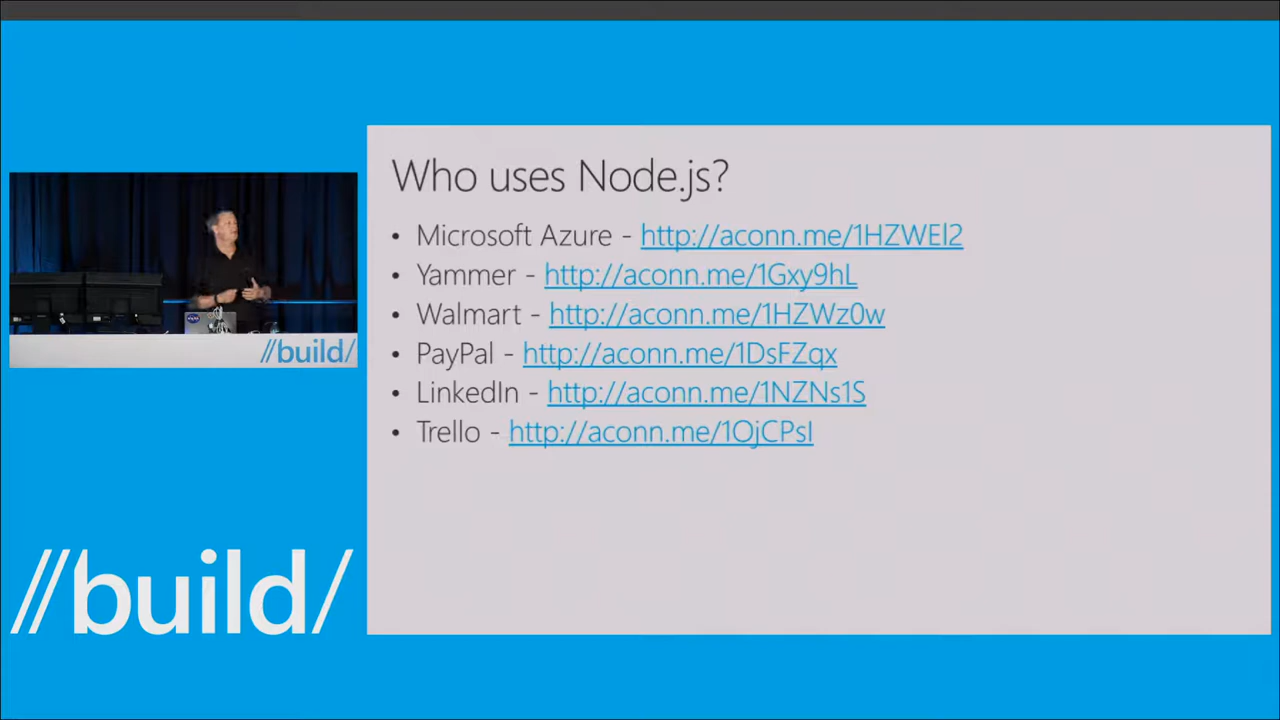 Who uses Node.js?
• Microsoft Azure - http://aconn.me/1HZWEl2
• Yammer - http://aconn.me/1Gxy9hL
• Walmart - http://aconn.me/1HZWz0w
• PayPal - http://aconn.me/1DsFZqx
• LinkedIn - http://aconn.me/1NZNs1S
• Trello - http://aconn.me/1OjCPsI
//build/
//build/